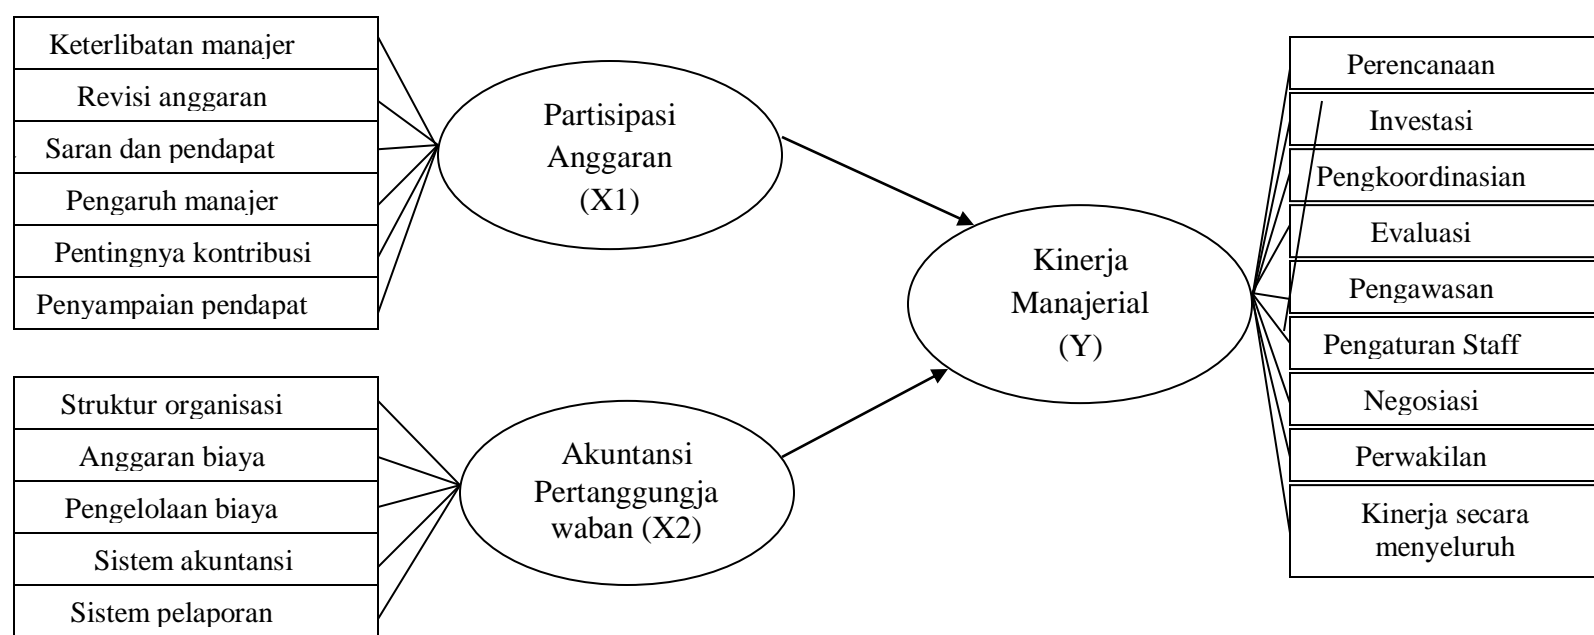 Keterlibatan manajer
Revisi anggaran
Saran dan pendapat
Pengaruh manajer
Pentingnya kontribusi
Penyampaian pendapat
Struktur organisasi
Anggaran biaya
Pengelolaan biaya
Sistem akuntansi
Sistem pelaporan
Partisipasi
Anggaran
(X1)
Akuntansi
Pertanggungja
waban (X2)
Kinerja
Manajerial
(Y)
Perencanaan
Investasi
Pengkoordinasian
Evaluasi
Pengawasan
Pengaturan Staff
Negosiasi
Perwakilan
Kinerja secara
menyeluruh